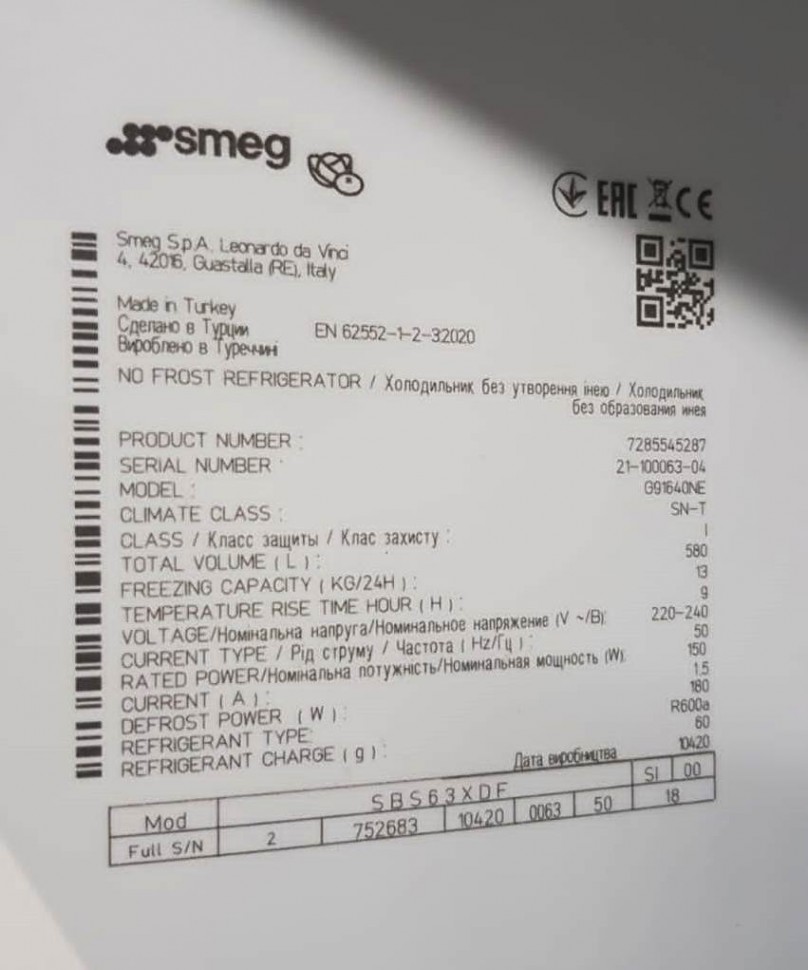 smeg
EAC CE
Smeg S.p.A. Leonardo da Vinci
4, 42016, Guastalla (RE), Italy
Made in Turkey
Сделано в Турции
Вироблено в Туреччині
EN 62552-1-2-3:2020
NO FROST REFRIGERATOR / Холодильник без утворення інею / Холодильник
без образования инея
PRODUCT NUMBER : 7285545287
SERIAL NUMBER : 21-100063-04
MODEL : G91640NE
CLIMATE CLASS : SN-T
CLASS / Класс защиты / Клас захисту : I
TOTAL VOLUME ( L ) : 580
FREEZING CAPACITY ( KG/24H ) : 13
TEMPERATURE RISE TIME HOUR ( H ) : 9
VOLTAGE/Номінальна напруга/Номинальное напряжение (V ~/В): 220-240
CURRENT TYPE / Рід струму / Частота ( Hz/Гц ) : 50
RATED POWER/Номінальна потужність/Номинальная мощность (W): 150
CURRENT ( A ) : 1.5
DEFROST POWER ( W ) : 180
REFRIGERANT TYPE: R600a
REFRIGERANT CHARGE ( g ) : 60
Дата виробництва 10420
Mod SBS63XDF SI 00
Full S/N 2 752683 10420 0063 50 18